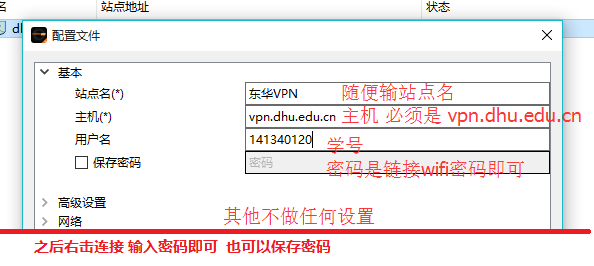 名 站点地址 状态
配置文件
基本
站点名(*) 东华VPN 随便输站点名
主机(*) vpn.dhu.edu.cn 主机 必须是 vpn.dhu.edu.cn
用户名 141340120 学号
保存密码 密码 密码是链接wifi密码即可
高级设置
网络 其他不做任何设置
之后右击连接 输入密码即可 也可以保存密码